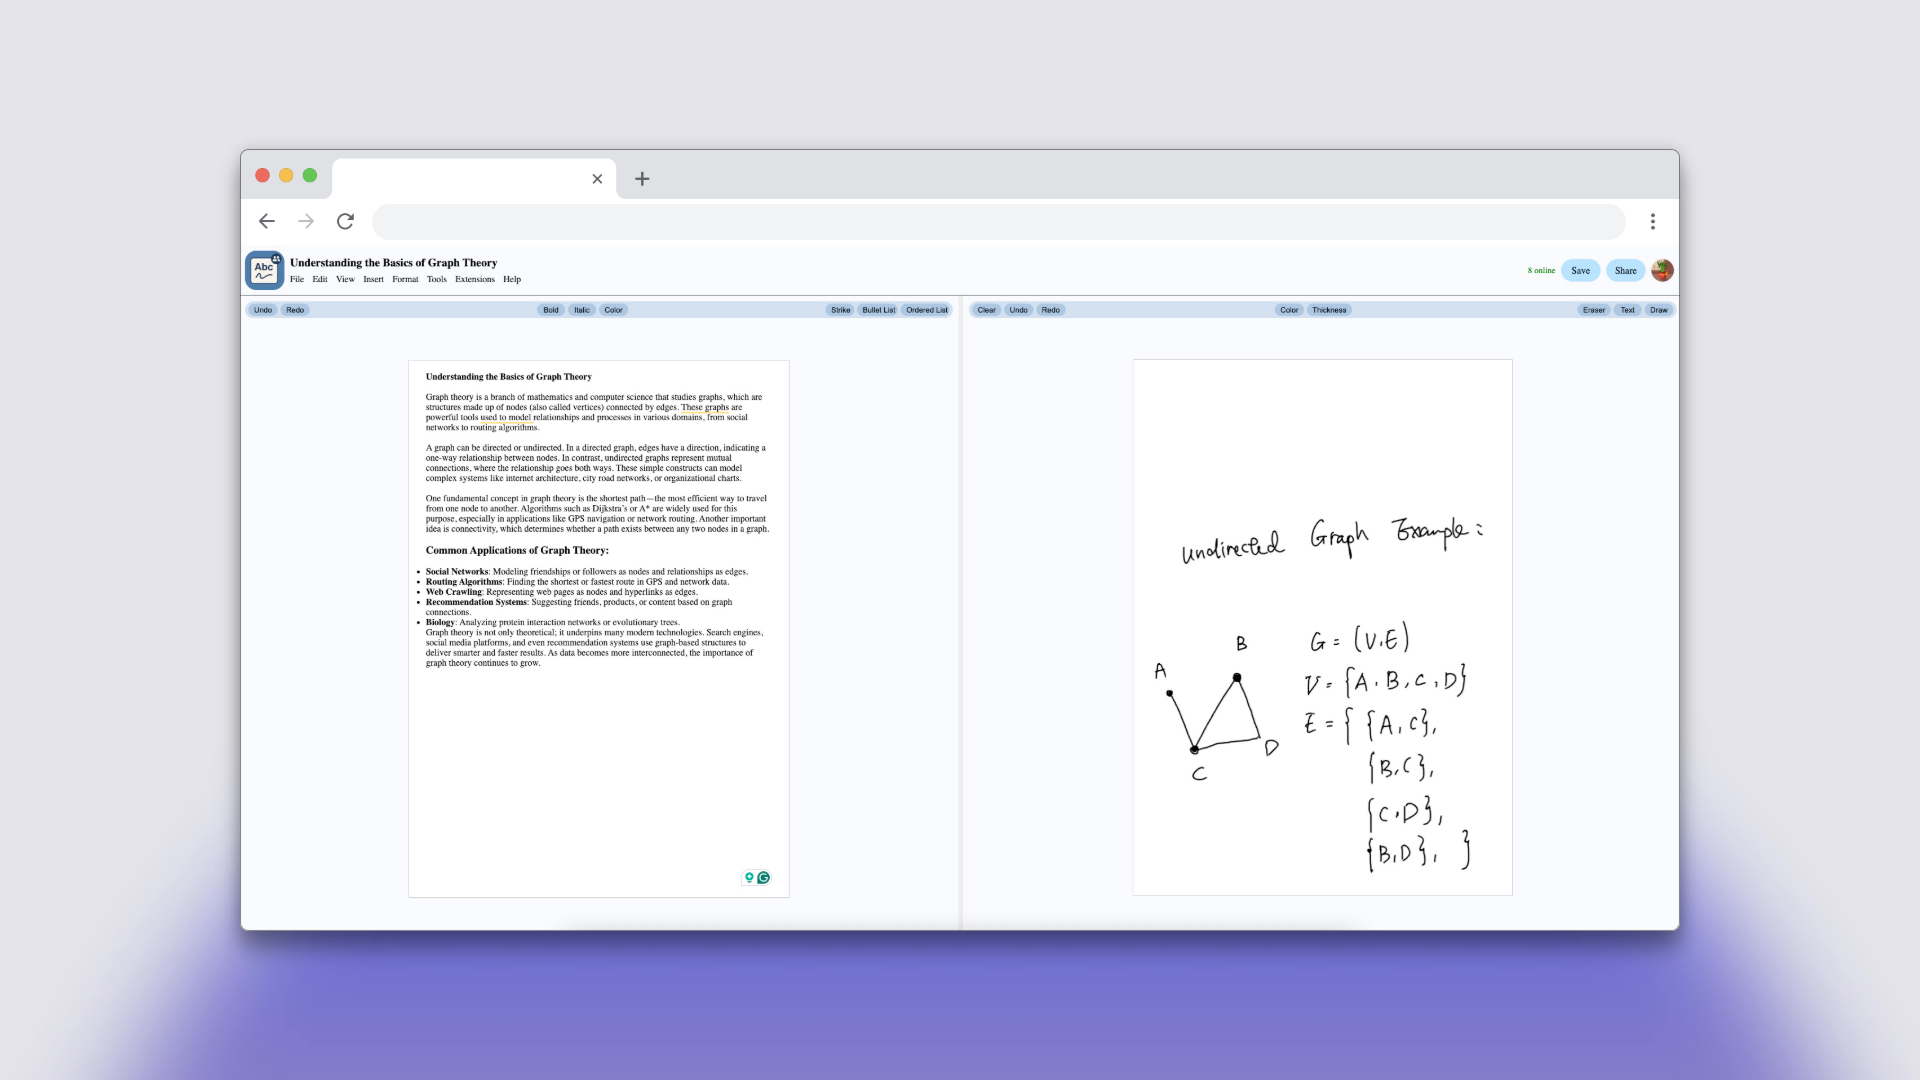 Abc
Understanding the Basics of Graph Theory
File Edit View Insert Format Tools Extensions Help
8 online Save Share
Undo Redo Bold Italic Color Strike Bullet List Ordered List
Clear Undo Redo Color Thickness Eraser Text Draw
Understanding the Basics of Graph Theory
Graph theory is a branch of mathematics and computer science that studies graphs, which are
structures made up of nodes (also called vertices) connected by edges. These graphs are
powerful tools used to model relationships and processes in various domains, from social
networks to routing algorithms.
A graph can be directed or undirected. In a directed graph, edges have a direction, indicating a
one-way relationship between nodes. In contrast, undirected graphs represent mutual
connections, where the relationship goes both ways. These simple constructs can model
complex systems like internet architecture, city road networks, or organizational charts.
One fundamental concept in graph theory is the shortest path—the most efficient way to travel
from one node to another. Algorithms such as Dijkstra's or A* are widely used for this
purpose, especially in applications like GPS navigation or network routing. Another important
idea is connectivity, which determines whether a path exists between any two nodes in a graph.
Common Applications of Graph Theory:
• Social Networks: Modeling friendships or followers as nodes and relationships as edges.
• Routing Algorithms: Finding the shortest or fastest route in GPS and network data.
• Web Crawling: Representing web pages as nodes and hyperlinks as edges.
• Recommendation Systems: Suggesting friends, products, or content based on graph
connections.
• Biology: Analyzing protein interaction networks or evolutionary trees.
Graph theory is not only theoretical; it underpins many modern technologies. Search engines,
social media platforms, and even recommendation systems use graph-based structures to
deliver smarter and faster results. As data becomes more interconnected, the importance of
graph theory continues to grow.
undirected Graph Example:
A
B
C
D
G = (V,E)
V = {A, B, C, D}
E = { {A, C},
{B,C},
{C,D},
{B,D}, }